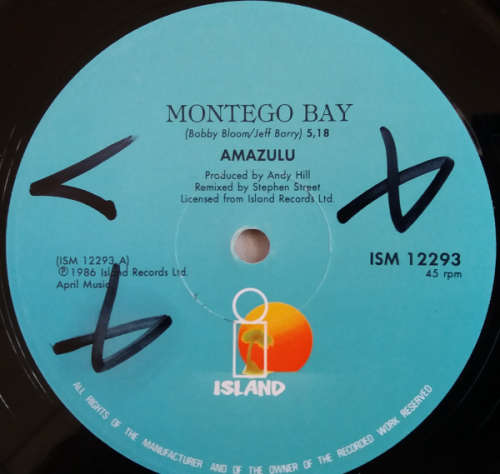 MONTEGO BAY
(Bobby Bloom/Jeff Barry) 5,18
AMAZULU
Produced by Andy Hill
Remixed by Stephen Street
Licensed from Island Records Ltd.
(ISM 12293 A)
℗ 1986 Island Records Ltd.
April Music
ISM 12293
45 rpm
ISLAND
ALL RIGHTS OF THE MANUFACTURER AND OF THE OWNER OF THE RECORDED WORK RESERVED